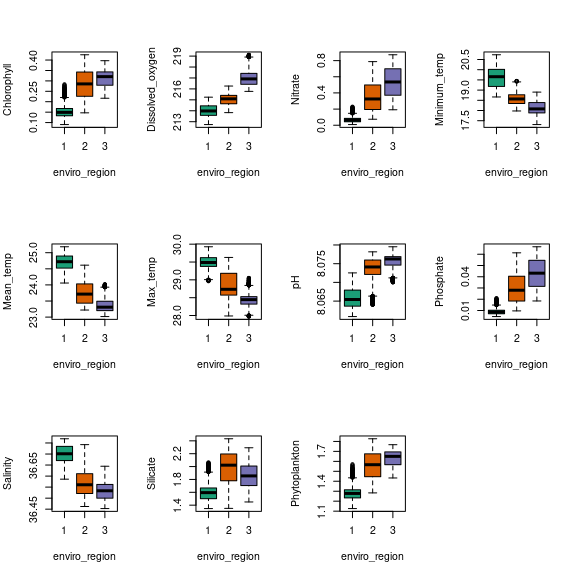 Chlorophyll
0.10 0.25 0.40
1 2 3
enviro_region
Dissolved_oxygen
213 216 219
1 2 3
enviro_region
Nitrate
0.0 0.4 0.8
1 2 3
enviro_region
Minimum_temp
17.5 19.0 20.5
1 2 3
enviro_region
Mean_temp
23.0 24.0 25.0
1 2 3
enviro_region
Max_temp
28.0 29.0 30.0
1 2 3
enviro_region
pH
8.065 8.075
1 2 3
enviro_region
Phosphate
0.01 0.04
1 2 3
enviro_region
Salinity
36.45 36.65
1 2 3
enviro_region
Silicate
1.4 1.8 2.2
1 2 3
enviro_region
Phytoplankton
1.1 1.4 1.7
1 2 3
enviro_region